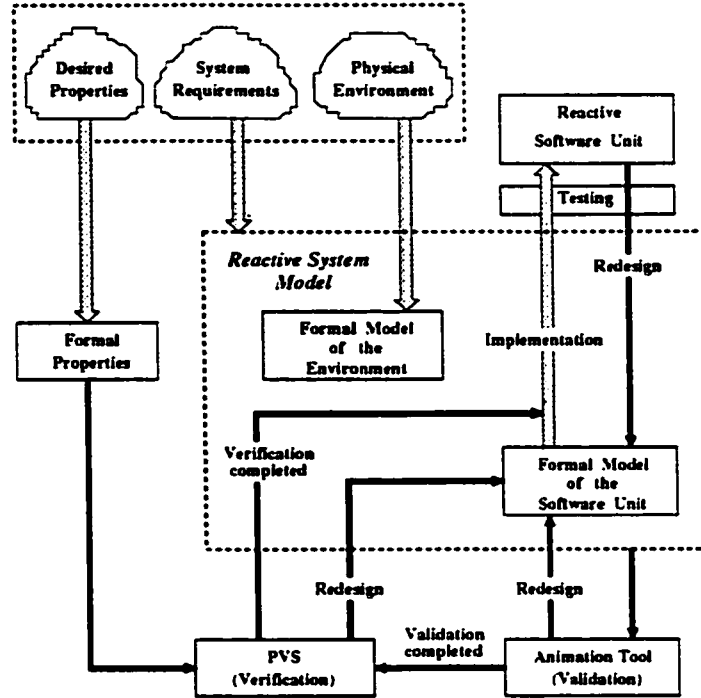 Desired
Properties
System
Requirements
Physical
Environment
Reactive
Software Unit
Testing
Reactive System
Model
Redesign
Formal
Properties
Formal Model
of the
Environment
Implementation
Verification
completed
Formal Model
of the
Software Unit
Redesign
Redesign
Validation
completed
PVS
(Verification)
Animation Tool
(Validation)